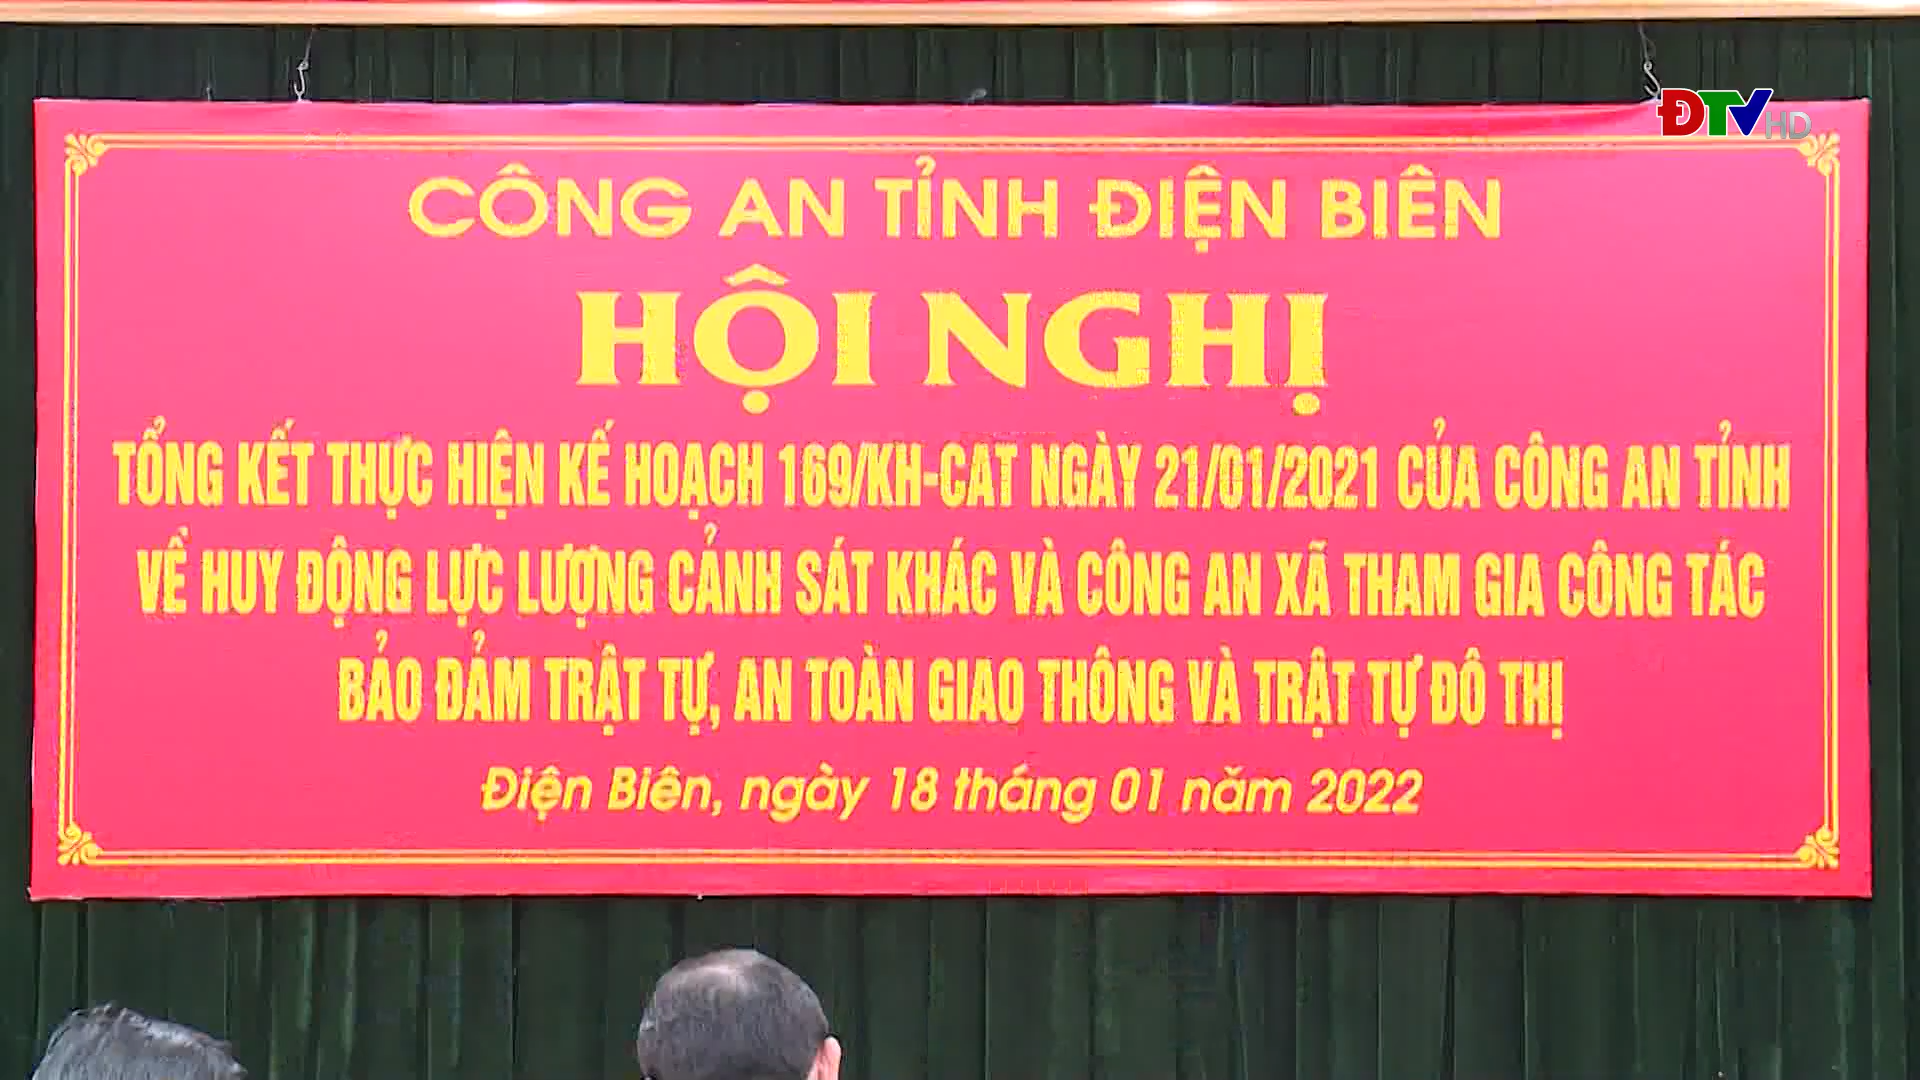 ĐTV HD
CÔNG AN TỈNH ĐIỆN BIÊN
HỘI NGHỊ
TỔNG KẾT THỰC HIỆN KẾ HOẠCH 169/KH-CAT NGÀY 21/01/2021 CỦA CÔNG AN TỈNH
VỀ HUY ĐỘNG LỰC LƯỢNG CẢNH SÁT KHÁC VÀ CÔNG AN XÃ THAM GIA CÔNG TÁC
BẢO ĐẢM TRẬT TỰ, AN TOÀN GIAO THÔNG VÀ TRẬT TỰ ĐÔ THỊ
Điện Biên, ngày 18 tháng 01 năm 2022